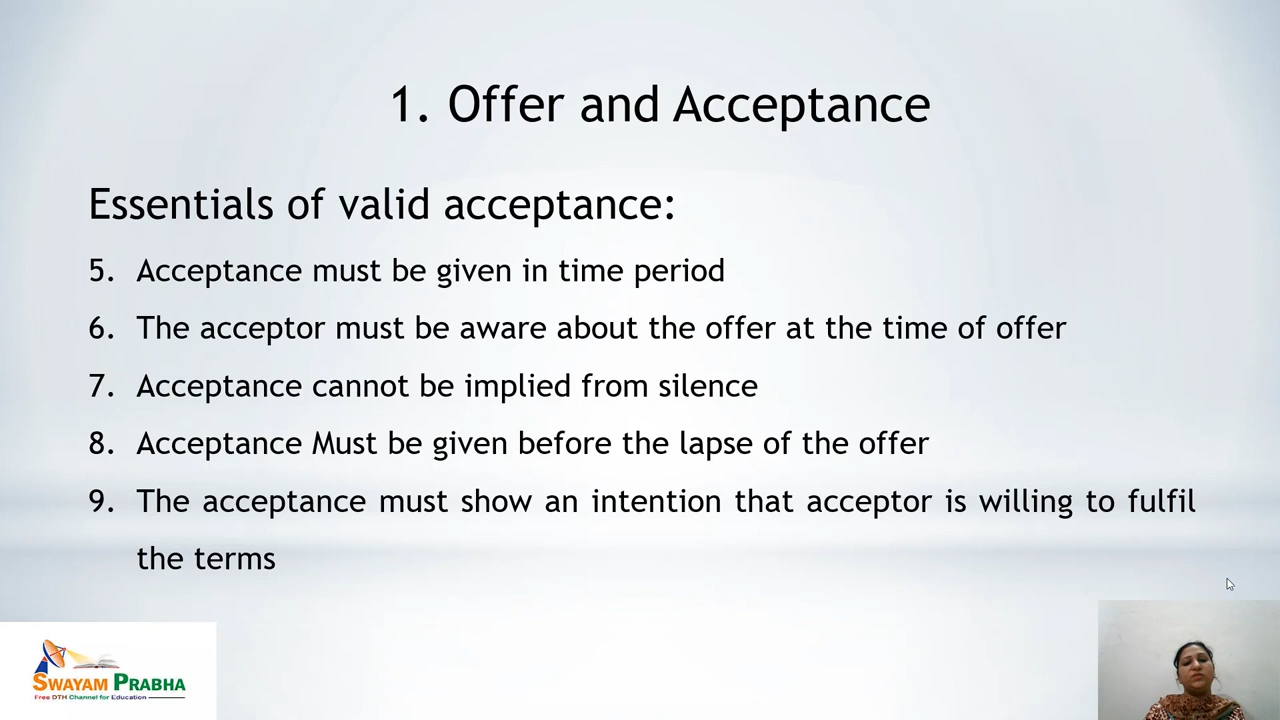 1. Offer and Acceptance
Essentials of valid acceptance:
5. Acceptance must be given in time period
6. The acceptor must be aware about the offer at the time of offer
7. Acceptance cannot be implied from silence
8. Acceptance Must be given before the lapse of the offer
9. The acceptance must show an intention that acceptor is willing to fulfil
the terms
SWAYAM PRABHA
Free DTH Channel for Education